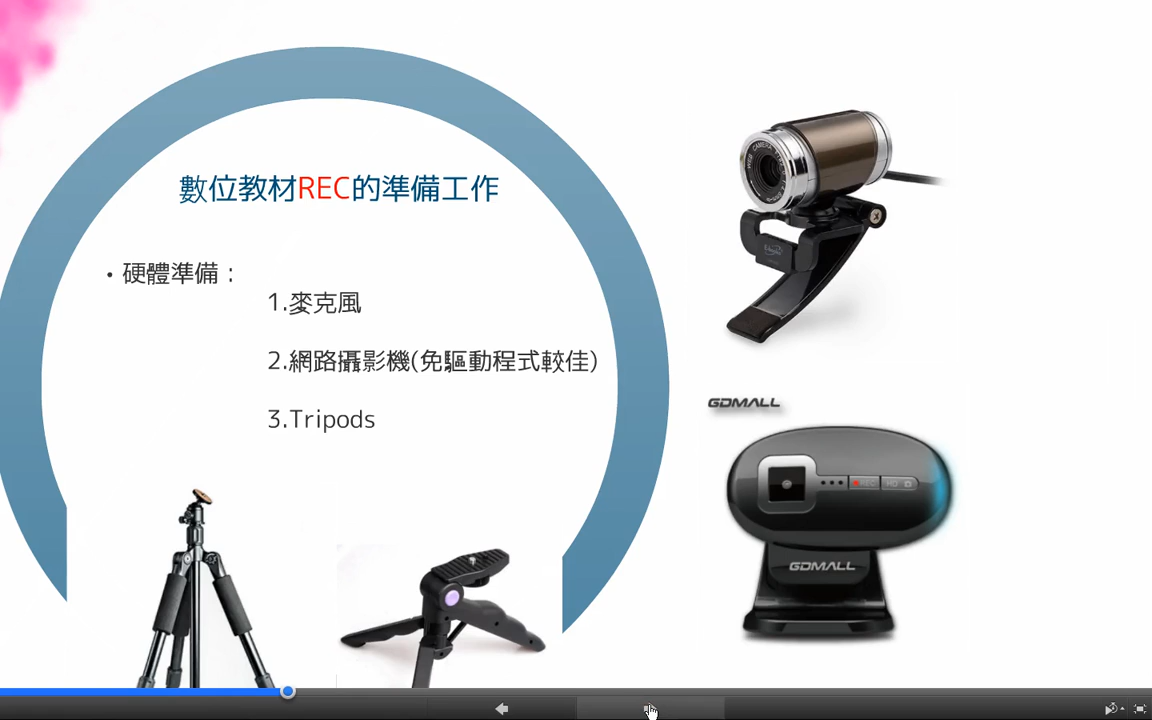 數位教材REC的準備工作
• 硬體準備：
1.麥克風
2.網路攝影機(免驅動程式較佳)
3.Tripods
WEB CAMERA
GDMALL
REC HD
GDMALL